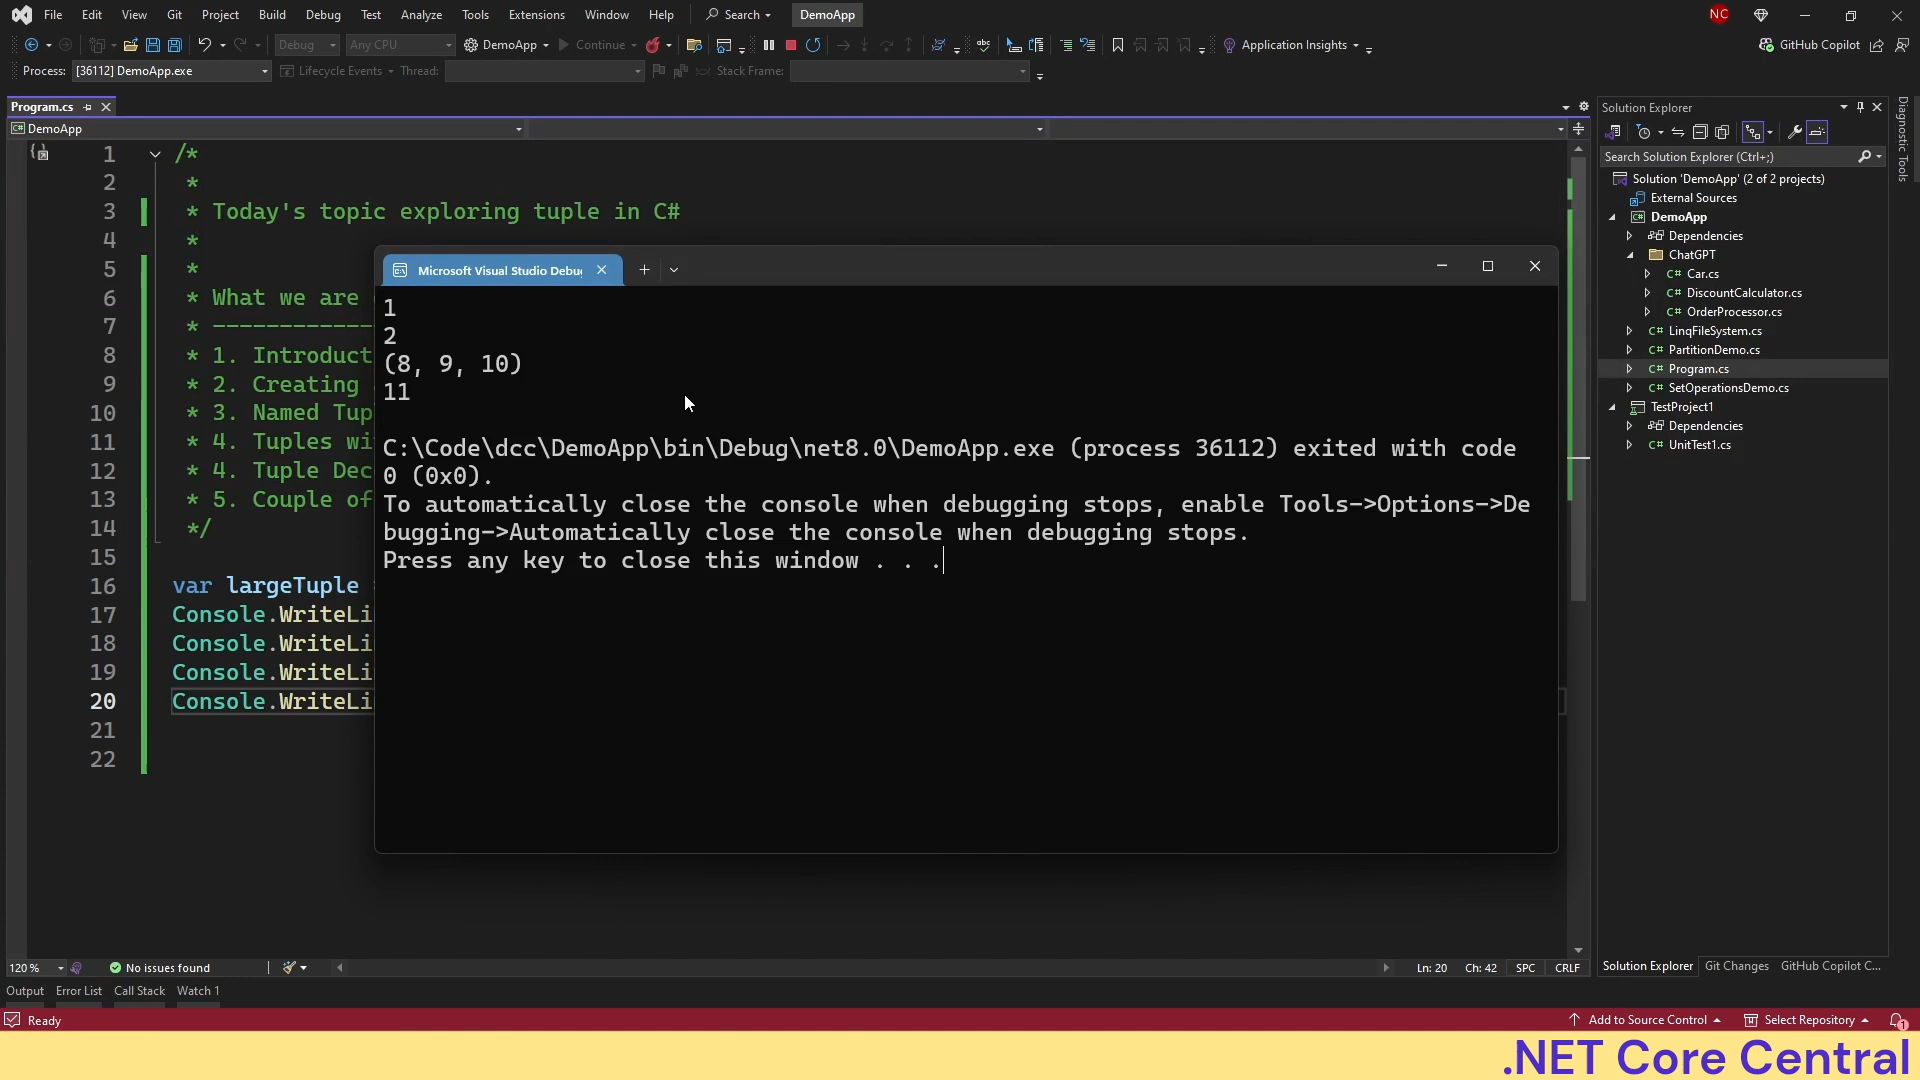 File Edit View Git Project Build Debug Test Analyze Tools Extensions Window Help Search DemoApp NC
Debug Any CPU DemoApp Continue Application Insights GitHub Copilot
Process: [36112] DemoApp.exe Lifecycle Events Thread: Stack Frame:
Program.cs
DemoApp
1 /*
2 *
3 * Today's topic exploring tuple in C#
4 *
5 *
6 * What we are
7 * ------------
8 * 1. Introduct
9 * 2. Creating
10 * 3. Named Tup
11 * 4. Tuples wi
12 * 4. Tuple Dec
13 * 5. Couple of
14 */
15
16 var largeTuple
17 Console.WriteLi
18 Console.WriteLi
19 Console.WriteLi
20 Console.WriteLi
21
22
Microsoft Visual Studio Debug
1
2
(8, 9, 10)
11
C:\Code\dcc\DemoApp\bin\Debug\net8.0\DemoApp.exe (process 36112) exited with code
0 (0x0).
To automatically close the console when debugging stops, enable Tools->Options->De
bugging->Automatically close the console when debugging stops.
Press any key to close this window . . .
Solution Explorer
Search Solution Explorer (Ctrl+;)
Solution 'DemoApp' (2 of 2 projects)
External Sources
DemoApp
Dependencies
ChatGPT
C# Car.cs
C# DiscountCalculator.cs
C# OrderProcessor.cs
C# LinqFileSystem.cs
C# PartitionDemo.cs
C# Program.cs
C# SetOperationsDemo.cs
TestProject1
Dependencies
C# UnitTest1.cs
Diagnostic Tools
120 % No issues found Ln: 20 Ch: 42 SPC CRLF
Solution Explorer Git Changes GitHub Copilot C...
Output Error List Call Stack Watch 1
Ready Add to Source Control Select Repository 1
.NET Core Central